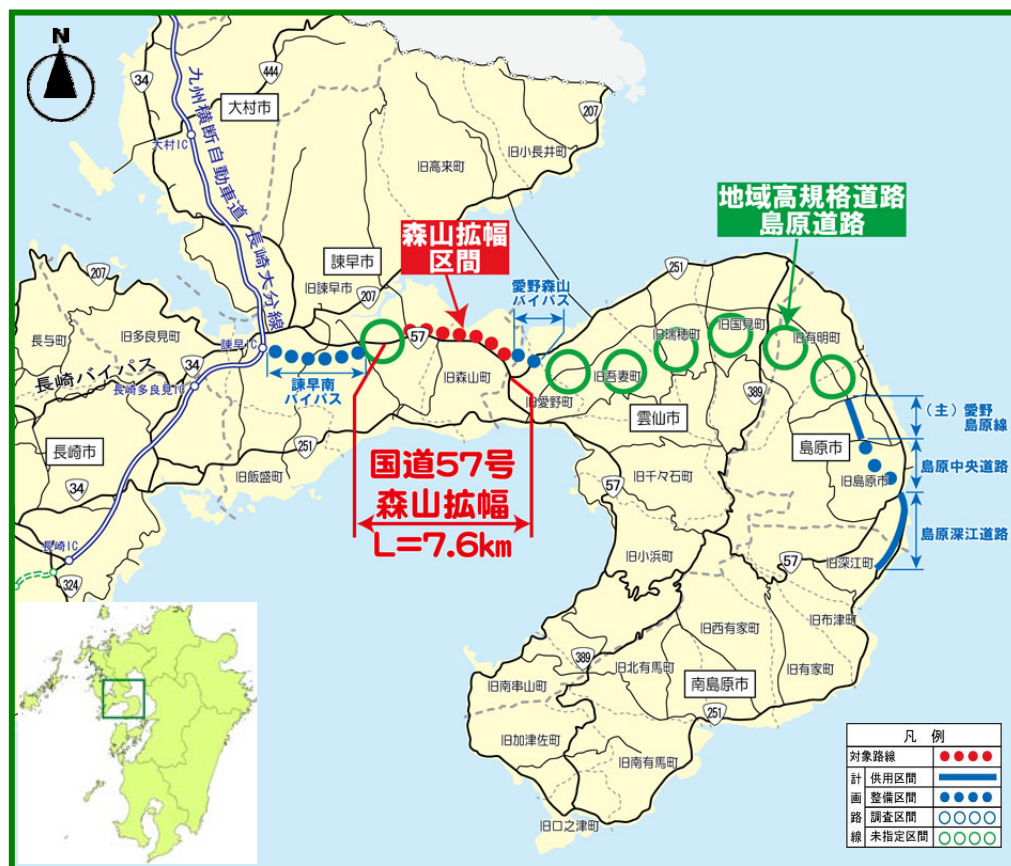 N
34
444
大村市
九州横断自動車道 長崎大分線
大村IC
207
旧小長井町
旧高来町
地域高規格道路
島原道路
森山拡幅
区間
諫早市
207
旧諫早市
愛野森山
バイパス
251
207
長与町
旧多良見町
57
旧国見町
旧瑞穂町
旧有明町
諫早IC
34
長崎バイパス
長崎多良見IC
諫早南
バイパス
旧森山町
旧吾妻町
旧愛野町
389
雲仙市
(主)愛野
島原線
251
長崎市
旧飯盛町
国道57号
森山拡幅
L=7.6km
島原市
34
57
旧千々石町
旧島原市
島原中央道路
島原深江道路
長崎IC
324
旧小浜町
57
旧深江町
旧布津町
旧西有家町
389
旧北有馬町
旧有家町
旧南串山町
南島原市
251
旧加津佐町
旧南有馬町
旧口之津町
凡 例
対象路線
計画路線
供用区間
整備区間
調査区間
未指定区間